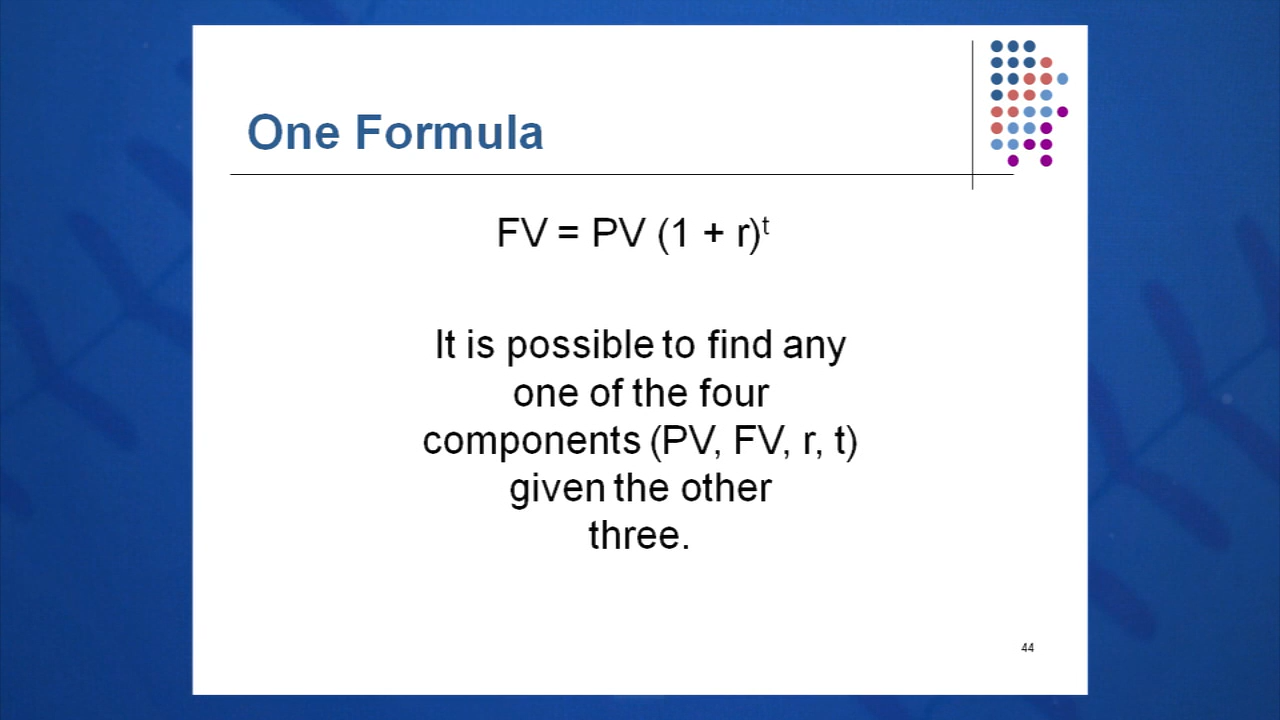 One Formula
FV = PV (1 + r)ᵗ
It is possible to find any
one of the four
components (PV, FV, r, t)
given the other
three.
44